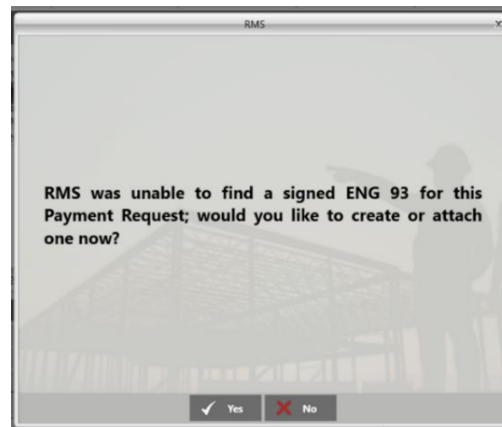 RMS
RMS was unable to find a signed ENG 93 for this
Payment Request; would you like to create or attach
one now?
Yes
No